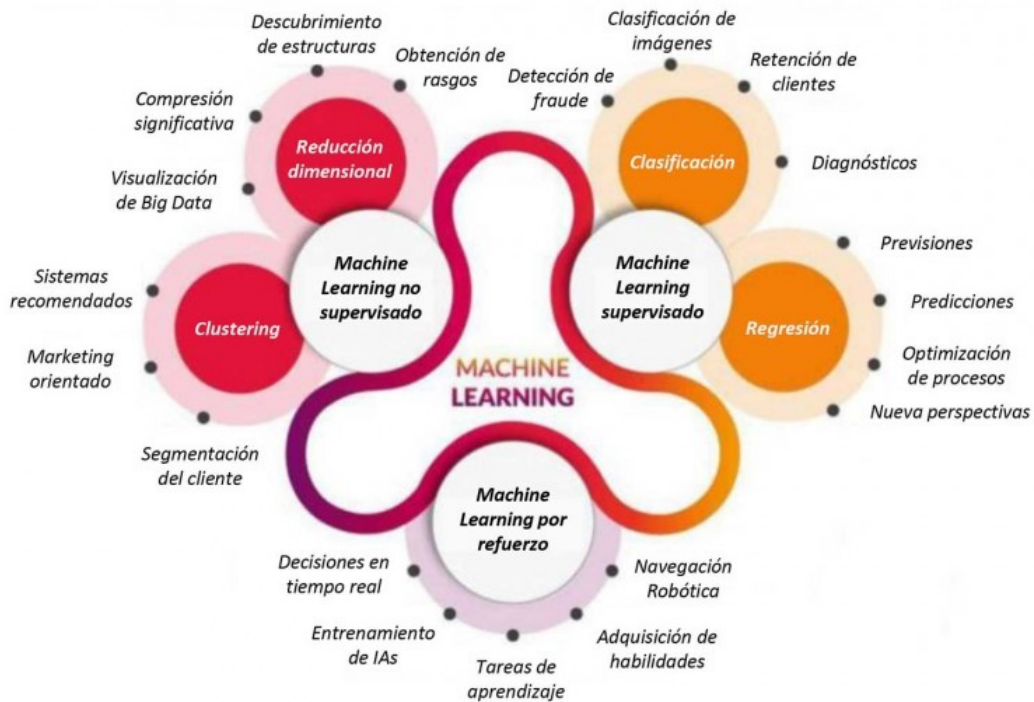 Descubrimiento
de estructuras
Obtención de
rasgos
Compresión
significativa
Visualización
de Big Data
Reducción
dimensional
Sistemas
recomendados
Marketing
orientado
Segmentación
del cliente
Clustering
Machine
Learning no
supervisado
Clasificación de
imágenes
Detección de
fraude
Retención de
clientes
Diagnósticos
Clasificación
Previsiones
Predicciones
Optimización
de procesos
Nueva perspectivas
Regresión
Machine
Learning
supervisado
MACHINE
LEARNING
Machine
Learning por
refuerzo
Decisiones en
tiempo real
Entrenamiento
de IAs
Tareas de
aprendizaje
Adquisición de
habilidades
Navegación
Robótica